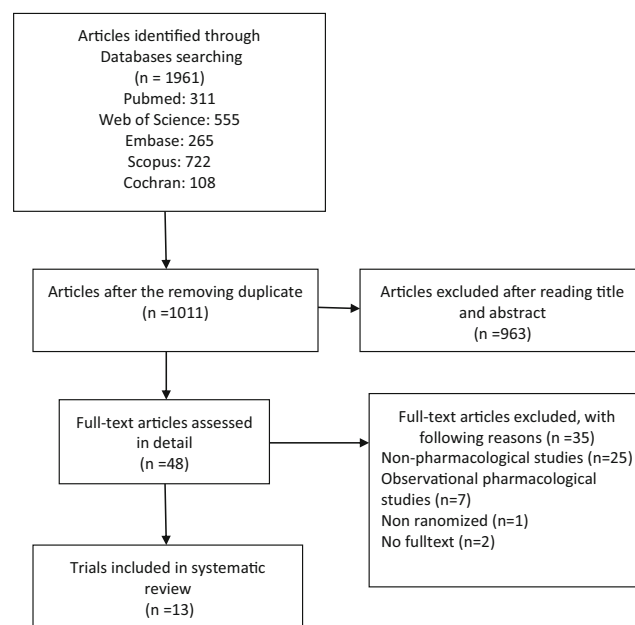 Articles identified through
Databases searching
(n = 1961)
Pubmed: 311
Web of Science: 555
Embase: 265
Scopus: 722
Cochran: 108
Articles after the removing duplicate
(n =1011)
Articles excluded after reading title
and abstract
(n =963)
Full-text articles assessed
in detail
(n =48)
Full-text articles excluded, with
following reasons (n =35)
Non-pharmacological studies (n=25)
Observational pharmacological
studies (n=7)
Non ranomized (n=1)
No fulltext (n=2)
Trials included in systematic
review
(n =13)